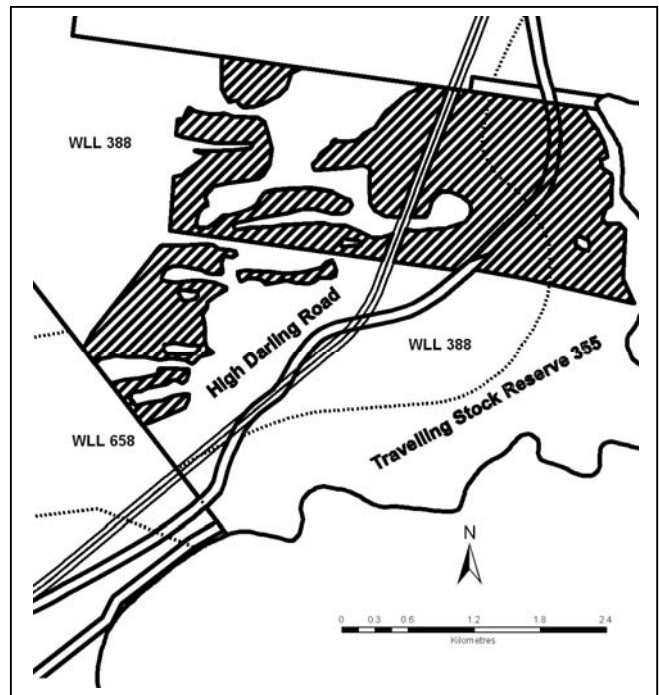 WLL 388
High Darling Road
WLL 388
Travelling Stock Reserve 355
WLL 658
N
0 0.3 0.6 1.2 1.8 2.4
Kilometres